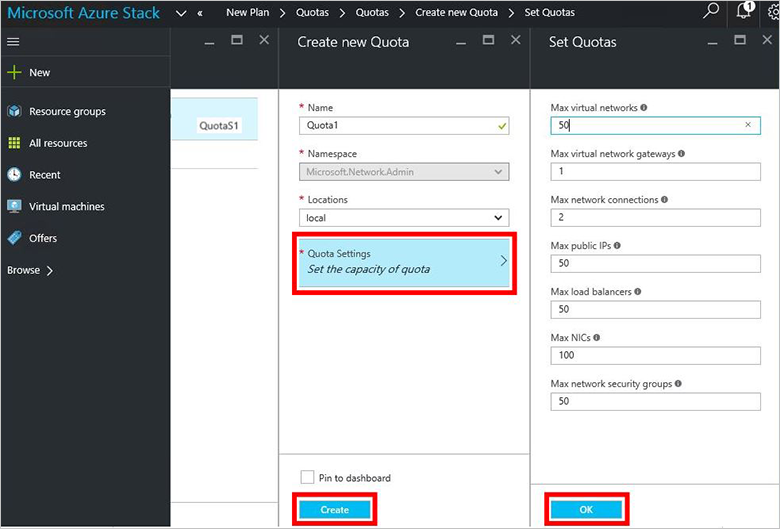 Microsoft Azure Stack
« New Plan > Quotas > Quotas > Create new Quota > Set Quotas
1
New
Resource groups
All resources
Recent
Virtual machines
Offers
Browse >
QuotaS1
Create new Quota
* Name
Quota1
* Namespace
Microsoft.Network.Admin
* Locations
local
* Quota Settings
Set the capacity of quota
Pin to dashboard
Create
Set Quotas
Max virtual networks
50
Max virtual network gateways
1
Max network connections
2
Max public IPs
50
Max load balancers
50
Max NICs
100
Max network security groups
50
OK